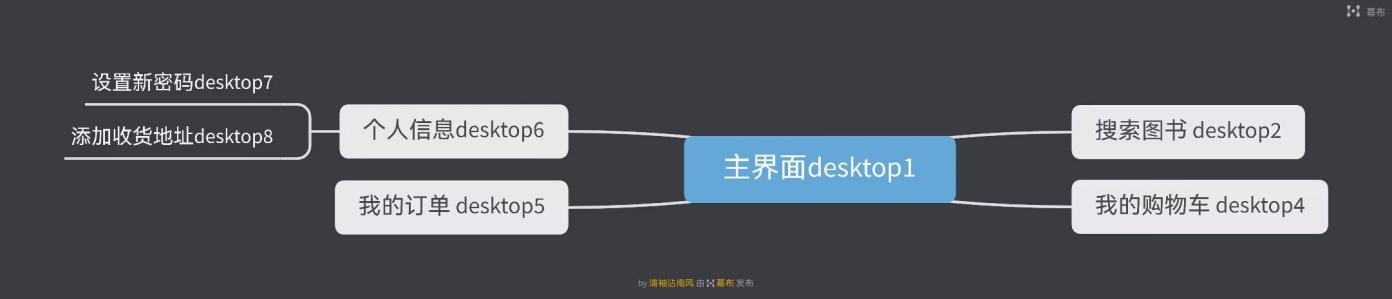 幕布
设置新密码desktop7
添加收货地址desktop8
个人信息desktop6
我的订单 desktop5
主界面desktop1
搜索图书 desktop2
我的购物车 desktop4
by 清袖沾南风 由 幕布 发布